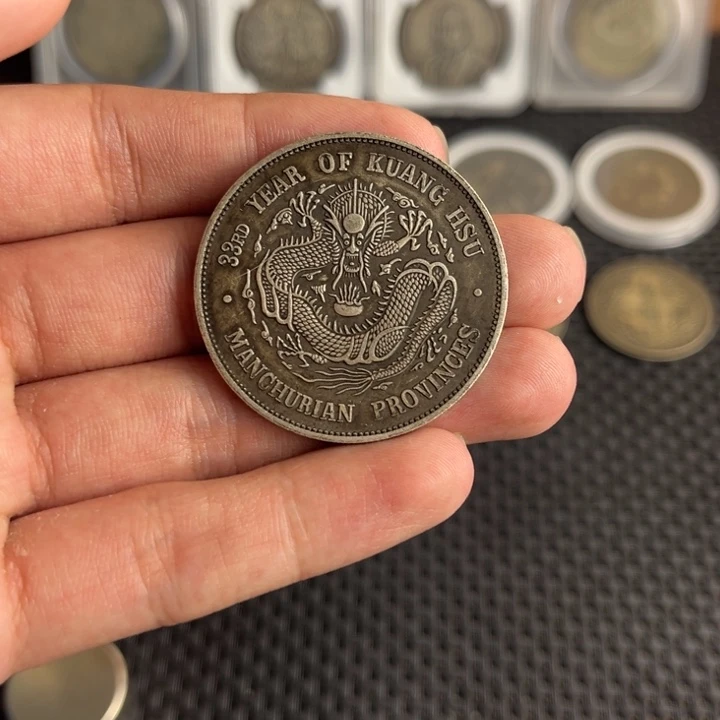 33RD YEAR OF KUANG HSU
MANCHURIAN PROVINCES